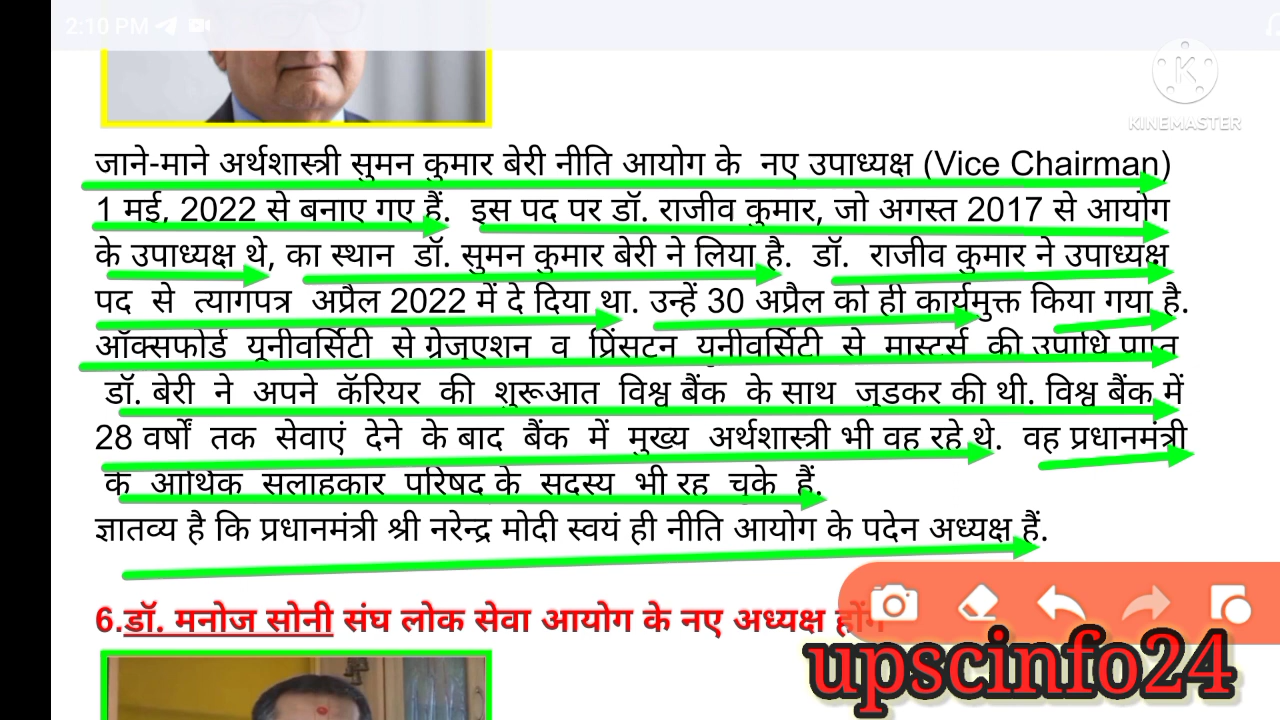 2:10 PM
KINEMASTER
जाने-माने अर्थशास्त्री सुमन कुमार बेरी नीति आयोग के नए उपाध्यक्ष (Vice Chairman)
1 मई, 2022 से बनाए गए हैं. इस पद पर डॉ. राजीव कुमार, जो अगस्त 2017 से आयोग
के उपाध्यक्ष थे, का स्थान डॉ. सुमन कुमार बेरी ने लिया है. डॉ. राजीव कुमार ने उपाध्यक्ष
पद से त्यागपत्र अप्रैल 2022 में दे दिया था. उन्हें 30 अप्रैल को ही कार्यमुक्त किया गया है.
ऑक्सफोर्ड यूनीवर्सिटी से ग्रेजुएशन व प्रिंसटन यूनीवर्सिटी से मास्टर्स की उपाधि प्राप्त
डॉ. बेरी ने अपने कॅरियर की शुरूआत विश्व बैंक के साथ जुडकर की थी. विश्व बैंक में
28 वर्षों तक सेवाएं देने के बाद बैंक में मुख्य अर्थशास्त्री भी वह रहे थे. वह प्रधानमंत्री
के आर्थिक सलाहकार परिषद के सदस्य भी रह चुके हैं.
ज्ञातव्य है कि प्रधानमंत्री श्री नरेन्द्र मोदी स्वयं ही नीति आयोग के पदेन अध्यक्ष हैं.
6.डॉ. मनोज सोनी संघ लोक सेवा आयोग के नए अध्यक्ष होंगे
upscinfo24